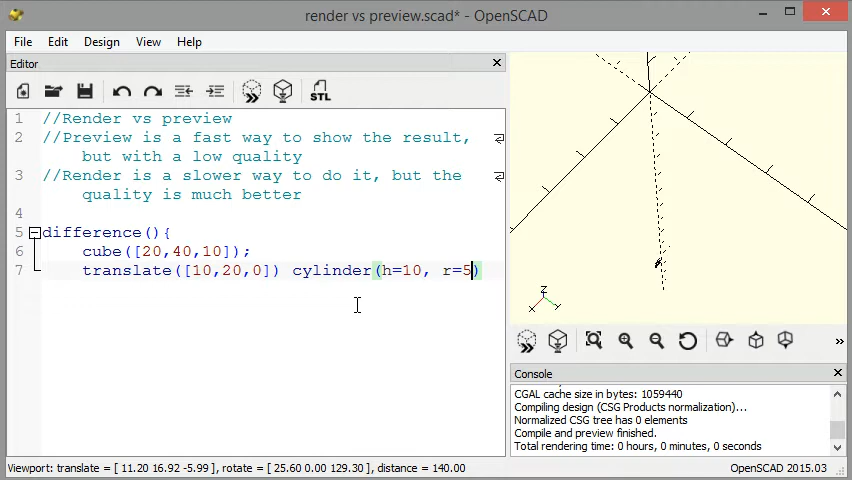 render vs preview.scad* - OpenSCAD
File Edit Design View Help
Editor
STL
1 //Render vs preview
2 //Preview is a fast way to show the result,
but with a low quality
3 //Render is a slower way to do it, but the
quality is much better
4
5 difference(){
6 cube([20,40,10]);
7 translate([10,20,0]) cylinder(h=10, r=5)
Z
»
Console
CGAL cache size in bytes: 1059440
Compiling design (CSG Products normalization)...
Normalized CSG tree has 0 elements
Compile and preview finished.
Total rendering time: 0 hours, 0 minutes, 0 seconds
Viewport: translate = [ 11.20 16.92 -5.99 ], rotate = [ 25.60 0.00 129.30 ], distance = 140.00
OpenSCAD 2015.03